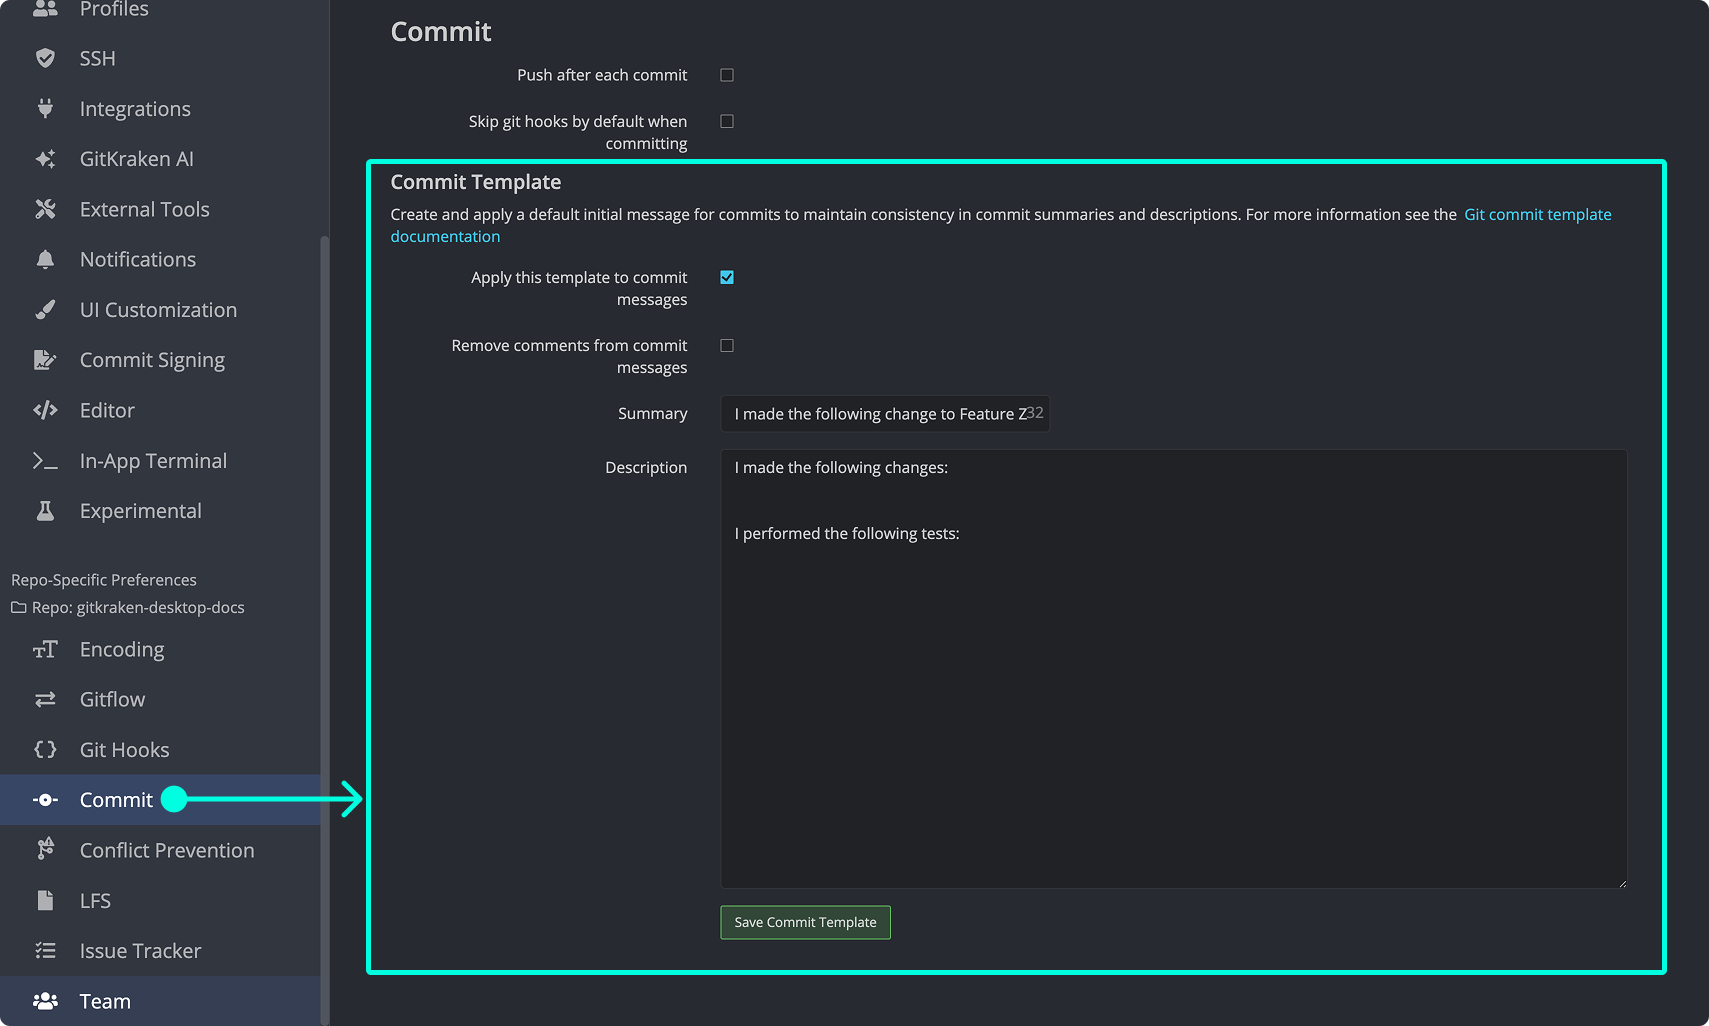 Profiles
SSH
Integrations
GitKraken AI
External Tools
Notifications
UI Customization
Commit Signing
Editor
In-App Terminal
Experimental
Repo-Specific Preferences
Repo: gitkraken-desktop-docs
Encoding
Gitflow
Git Hooks
Commit
Conflict Prevention
LFS
Issue Tracker
Team
Commit
Push after each commit
Skip git hooks by default when
committing
Commit Template
Create and apply a default initial message for commits to maintain consistency in commit summaries and descriptions. For more information see the Git commit template
documentation
Apply this template to commit
messages
Remove comments from commit
messages
Summary
I made the following change to Feature Z
32
Description
I made the following changes:
I performed the following tests:
Save Commit Template